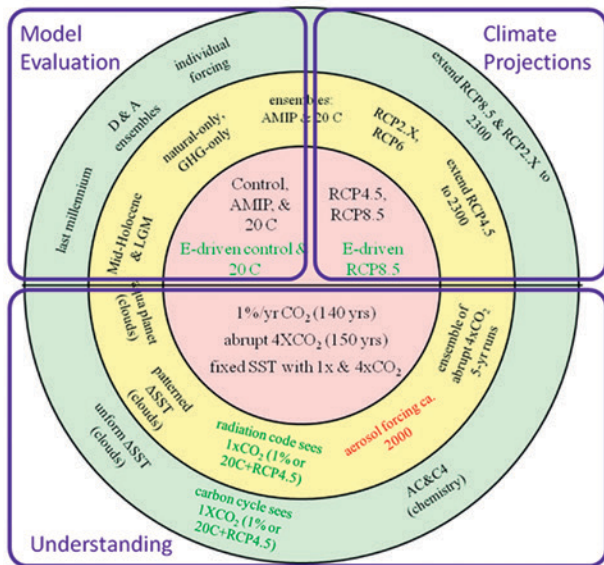 Model
Evaluation
Climate
Projections
individual
forcing
D & A
ensembles
last millennium
extend RCP8.5 & RCP2.X to
2300
natural-only,
GHG-only
ensembles:
AMIP & 20 C
RCP2.X,
RCP6
extend RCP4.5
to 2300
Mid-Holocene
& LGM
Control,
AMIP, &
20 C
RCP4.5,
RCP8.5
E-driven control &
20 C
E-driven
RCP8.5
aqua planet
(clouds)
1%/yr CO₂ (140 yrs)
abrupt 4XCO₂ (150 yrs)
fixed SST with 1x & 4xCO₂
ensemble of
abrupt 4xCO₂
5-yr runs
patterned
ΔSST
(clouds)
unform ΔSST
(clouds)
radiation code sees
1xCO₂ (1% or
20C+RCP4.5)
aerosol forcing ca.
2000
carbon cycle sees
1XCO₂ (1% or
20C+RCP4.5)
AC&C4
(chemistry)
Understanding